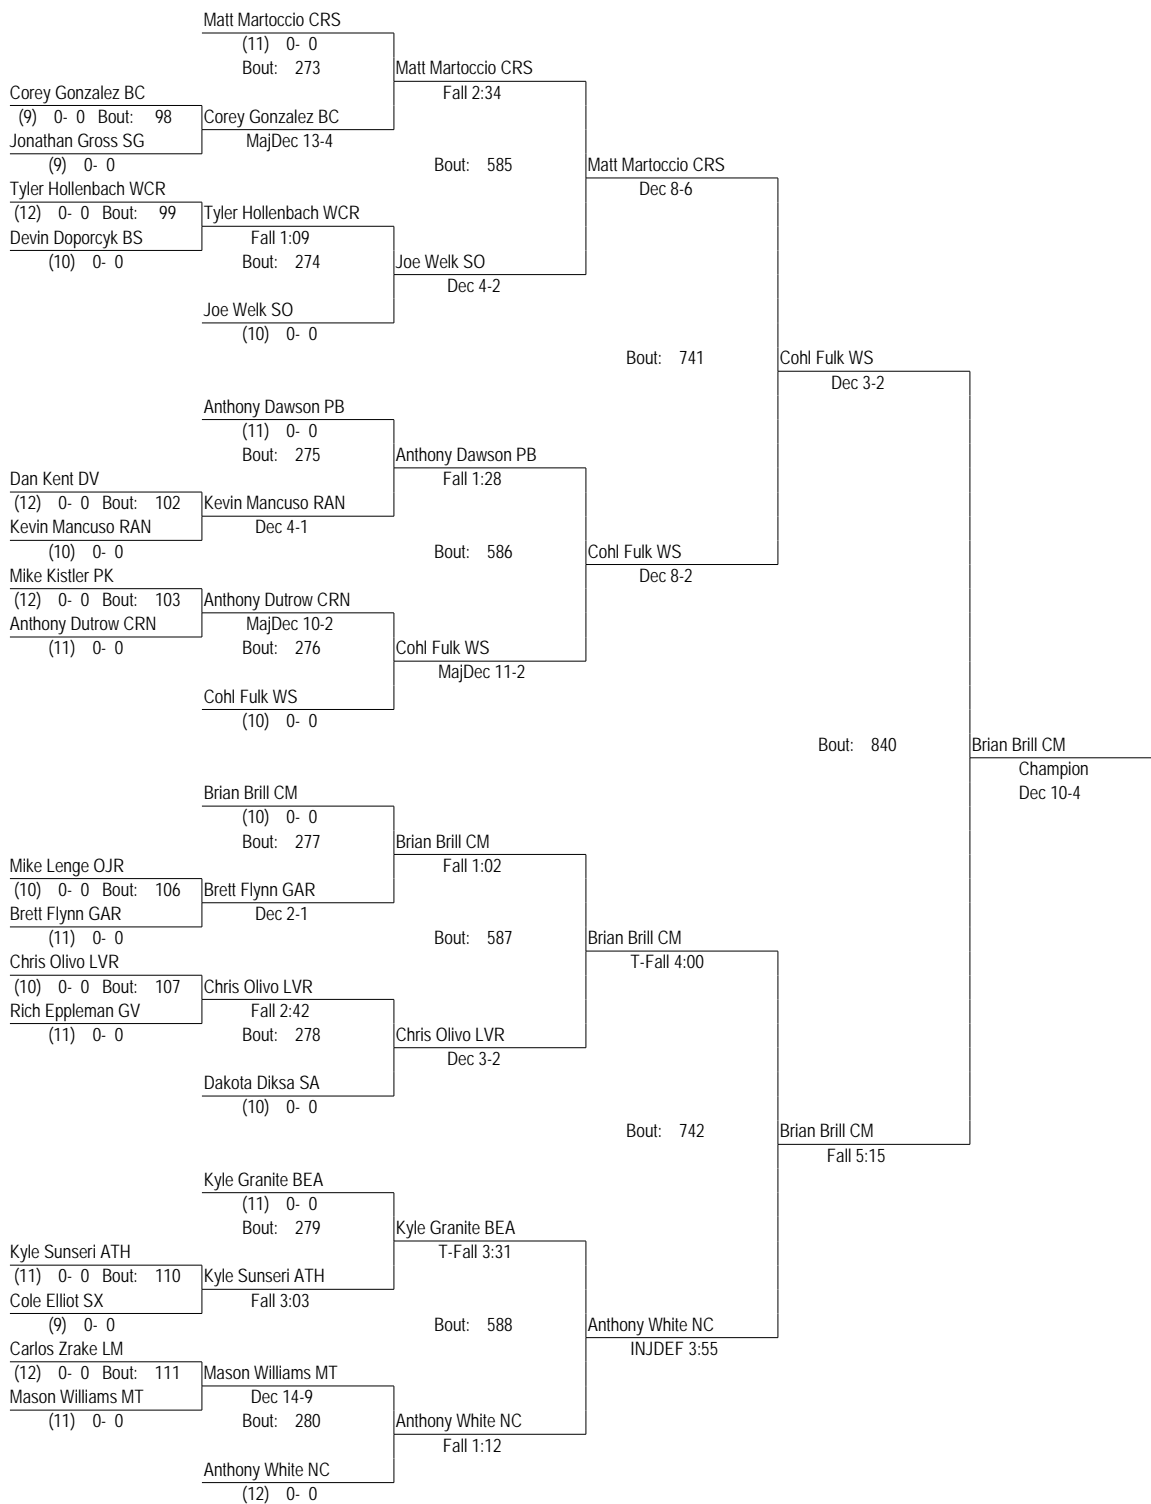 Matt Martoccio CRS
(11) 0- 0
Bout: 273
Matt Martoccio CRS
Fall 2:34
Corey Gonzalez BC
(9) 0- 0 Bout: 98
Corey Gonzalez BC
MajDec 13-4
Jonathan Gross SG
(9) 0- 0
Bout: 585
Matt Martoccio CRS
Dec 8-6
Tyler Hollenbach WCR
(12) 0- 0 Bout: 99
Tyler Hollenbach WCR
Fall 1:09
Devin Doporcyk BS
(10) 0- 0
Bout: 274
Joe Welk SO
Dec 4-2
Joe Welk SO
(10) 0- 0
Bout: 741
Cohl Fulk WS
Dec 3-2
Anthony Dawson PB
(11) 0- 0
Bout: 275
Anthony Dawson PB
Fall 1:28
Dan Kent DV
(12) 0- 0 Bout: 102
Kevin Mancuso RAN
Dec 4-1
Kevin Mancuso RAN
(10) 0- 0
Bout: 586
Cohl Fulk WS
Dec 8-2
Mike Kistler PK
(12) 0- 0 Bout: 103
Anthony Dutrow CRN
MajDec 10-2
Anthony Dutrow CRN
(11) 0- 0
Bout: 276
Cohl Fulk WS
MajDec 11-2
Cohl Fulk WS
(10) 0- 0
Bout: 840
Brian Brill CM
Champion
Dec 10-4
Brian Brill CM
(10) 0- 0
Bout: 277
Brian Brill CM
Fall 1:02
Mike Lenge OJR
(10) 0- 0 Bout: 106
Brett Flynn GAR
Dec 2-1
Brett Flynn GAR
(11) 0- 0
Bout: 587
Brian Brill CM
T-Fall 4:00
Chris Olivo LVR
(10) 0- 0 Bout: 107
Chris Olivo LVR
Fall 2:42
Rich Eppleman GV
(11) 0- 0
Bout: 278
Chris Olivo LVR
Dec 3-2
Dakota Diksa SA
(10) 0- 0
Bout: 742
Brian Brill CM
Fall 5:15
Kyle Granite BEA
(11) 0- 0
Bout: 279
Kyle Granite BEA
T-Fall 3:31
Kyle Sunseri ATH
(11) 0- 0 Bout: 110
Kyle Sunseri ATH
Fall 3:03
Cole Elliot SX
(9) 0- 0
Bout: 588
Anthony White NC
INJDEF 3:55
Carlos Zrake LM
(12) 0- 0 Bout: 111
Mason Williams MT
Dec 14-9
Mason Williams MT
(11) 0- 0
Bout: 280
Anthony White NC
Fall 1:12
Anthony White NC
(12) 0- 0